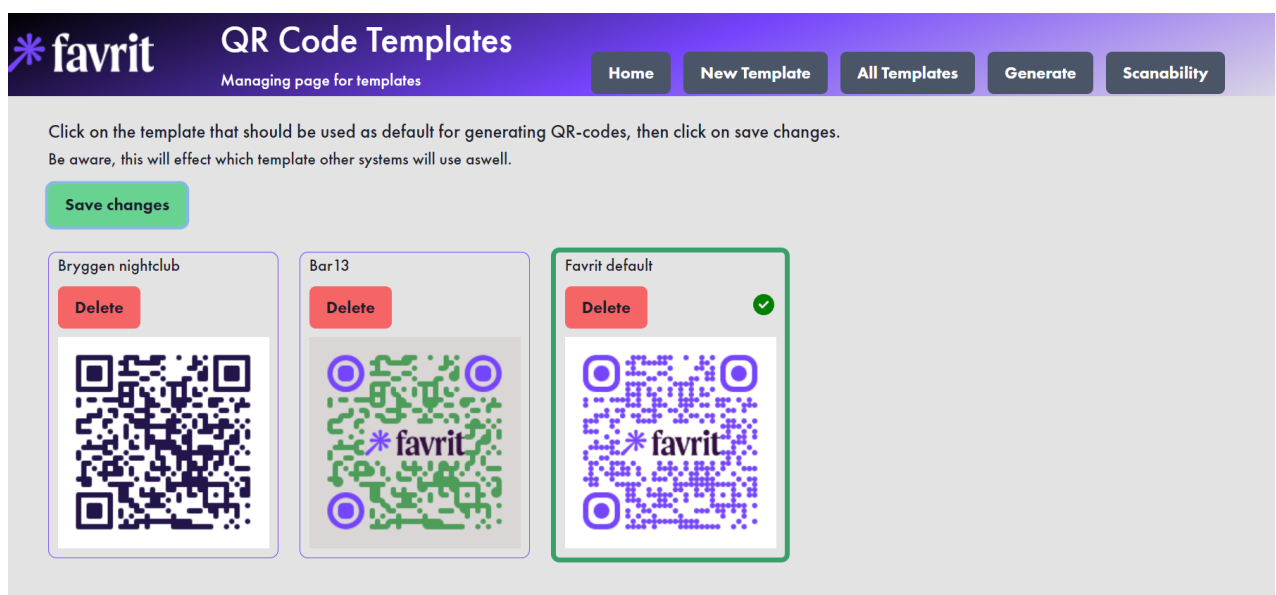 favrit
QR Code Templates
Managing page for templates
Home
New Template
All Templates
Generate
Scanability
Click on the template that should be used as default for generating QR-codes, then click on save changes.
Be aware, this will effect which template other systems will use aswell.
Save changes
Bryggen nightclub
Delete
Bar13
Delete
favrit
Favrit default
Delete
favrit